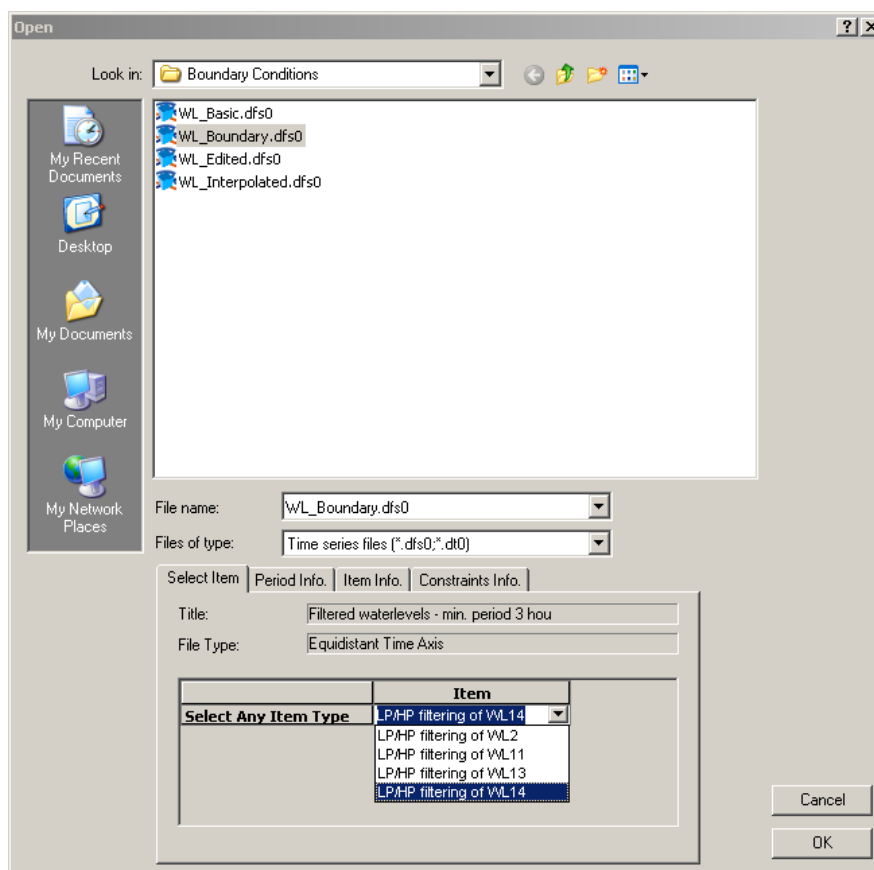 Open
Look in: Boundary Conditions
My Recent
Documents
Desktop
My Documents
My Computer
My Network
Places
WL_Basic.dfs0
WL_Boundary.dfs0
WL_Edited.dfs0
WL_Interpolated.dfs0
File name: WL_Boundary.dfs0
Files of type: Time series files (*.dfs0;*.dt0)
Select Item Period Info. Item Info. Constraints Info.
Title: Filtered waterlevels - min. period 3 hou
File Type: Equidistant Time Axis
Item
Select Any Item Type LP/HP filtering of WL14
LP/HP filtering of WL2
LP/HP filtering of WL11
LP/HP filtering of WL13
LP/HP filtering of WL14
Cancel
OK